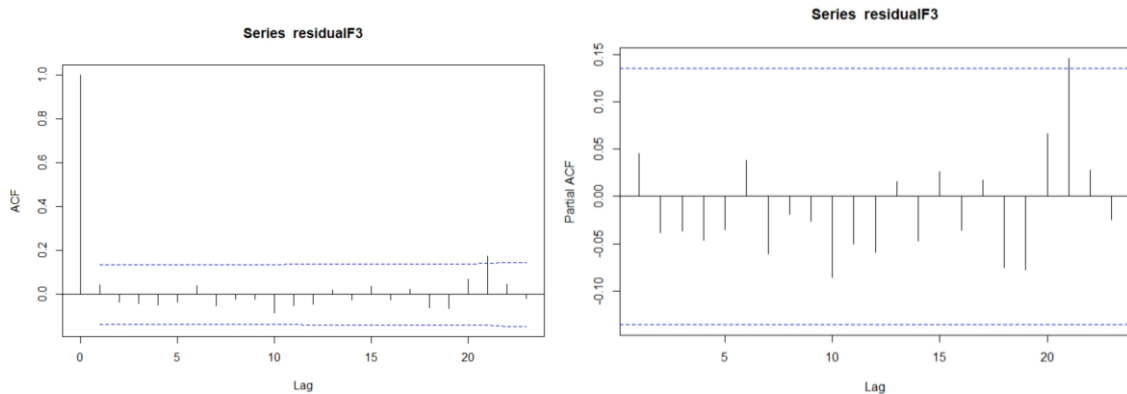 Series residualF3
ACF
1.0
0.8
0.6
0.4
0.2
0.0
0 5 10 15 20
Lag
Series residualF3
Partial ACF
0.15
0.10
0.05
0.00
-0.05
-0.10
5 10 15 20
Lag